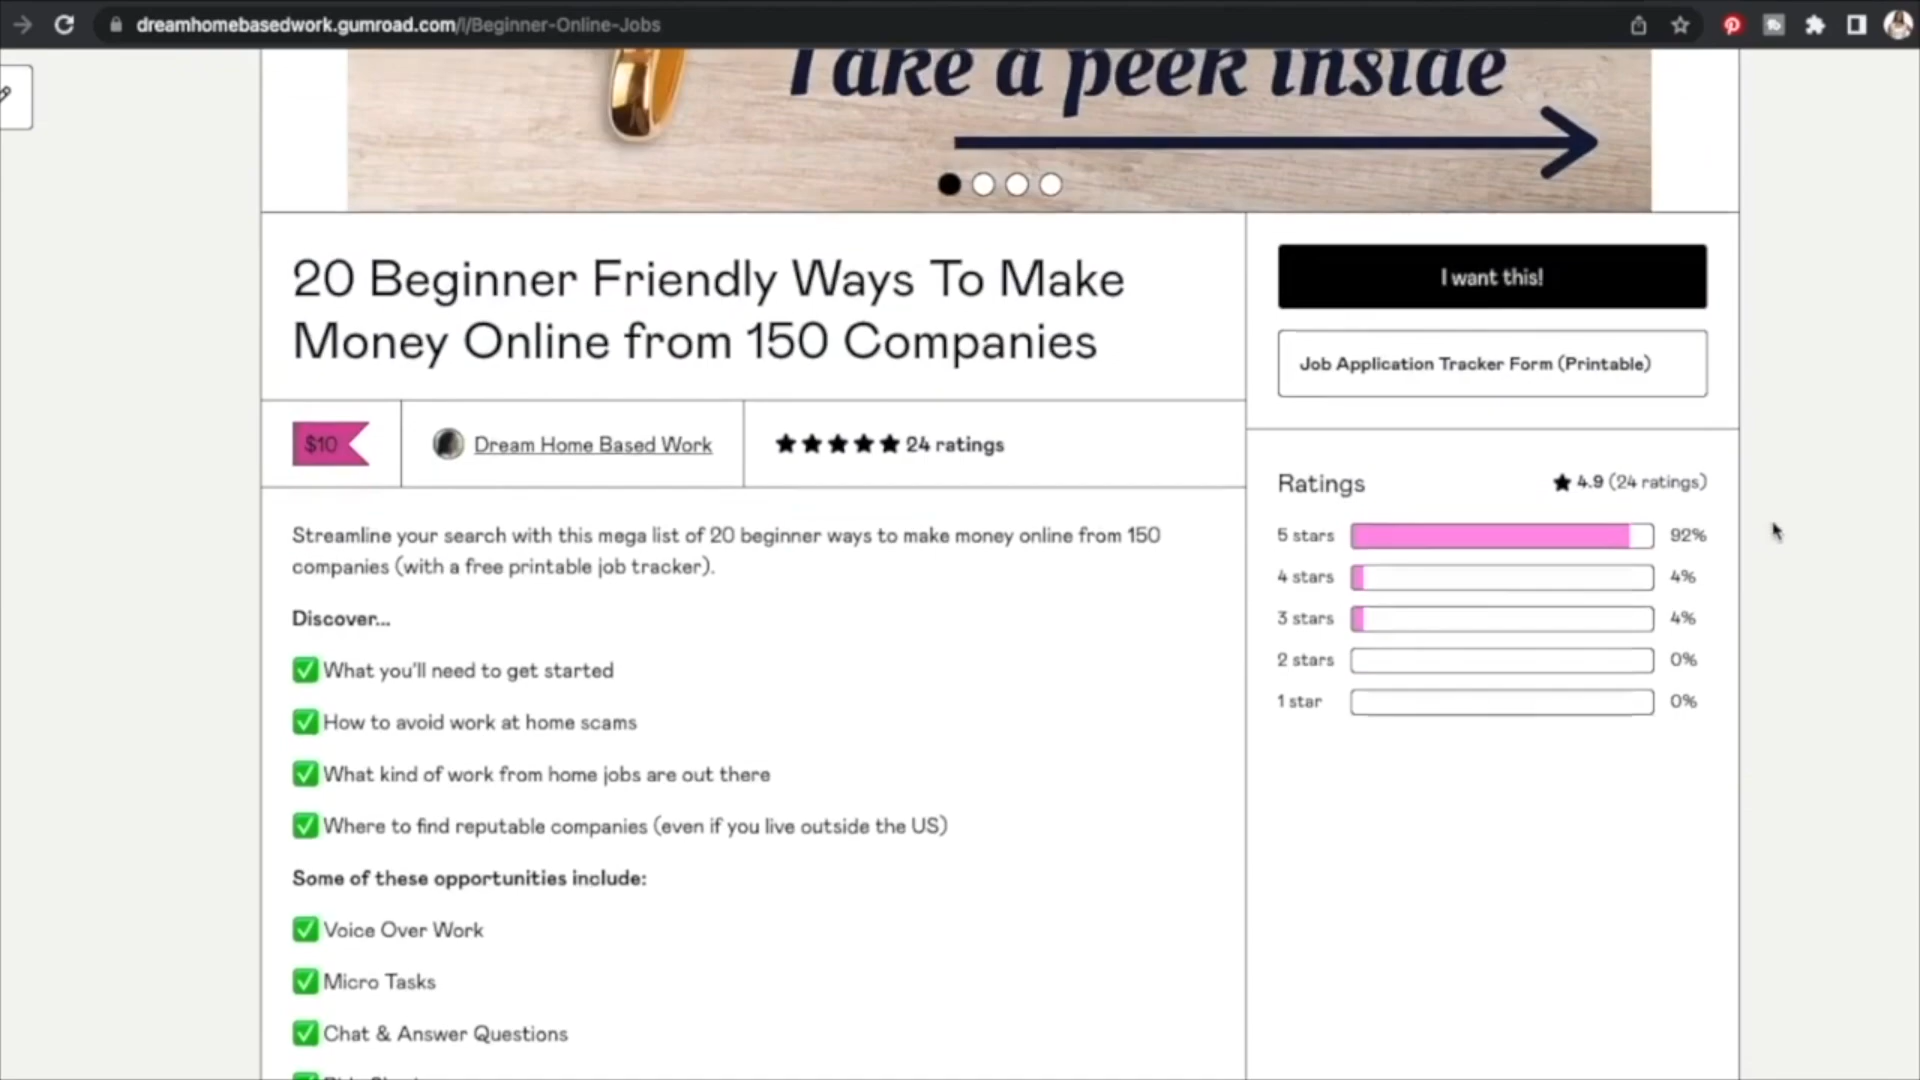 dreamhomebasedwork.gumroad.com/l/Beginner-Online-Jobs
Take a peek inside
20 Beginner Friendly Ways To Make
Money Online from 150 Companies
I want this!
Job Application Tracker Form (Printable)
$10
Dream Home Based Work
24 ratings
Ratings
4.9 (24 ratings)
5 stars 92%
4 stars 4%
3 stars 4%
2 stars 0%
1 star 0%
Streamline your search with this mega list of 20 beginner ways to make money online from 150
companies (with a free printable job tracker).
Discover...
What you'll need to get started
How to avoid work at home scams
What kind of work from home jobs are out there
Where to find reputable companies (even if you live outside the US)
Some of these opportunities include:
Voice Over Work
Micro Tasks
Chat & Answer Questions